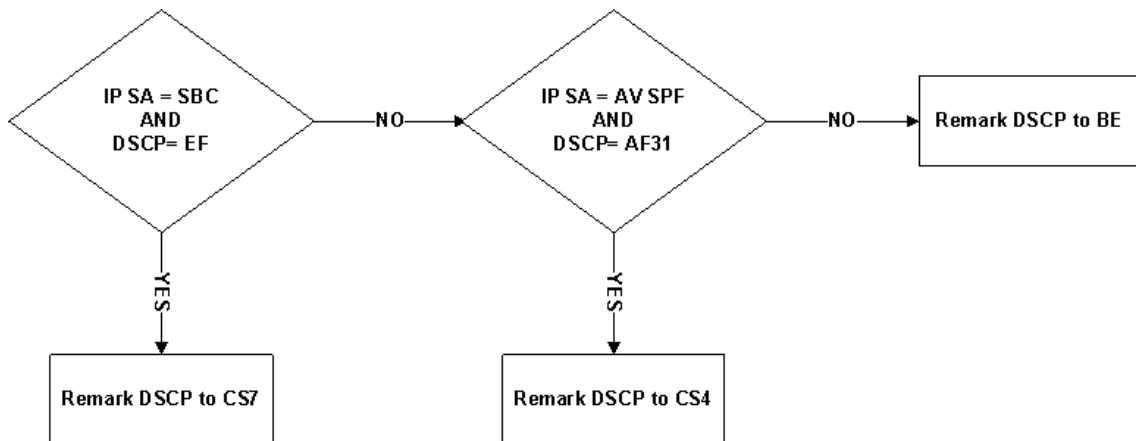 IP SA = SBC
AND
DSCP= EF
NO
IP SA = AV SPF
AND
DSCP= AF31
NO
Remark DSCP to BE
YES
YES
Remark DSCP to CS7
Remark DSCP to CS4